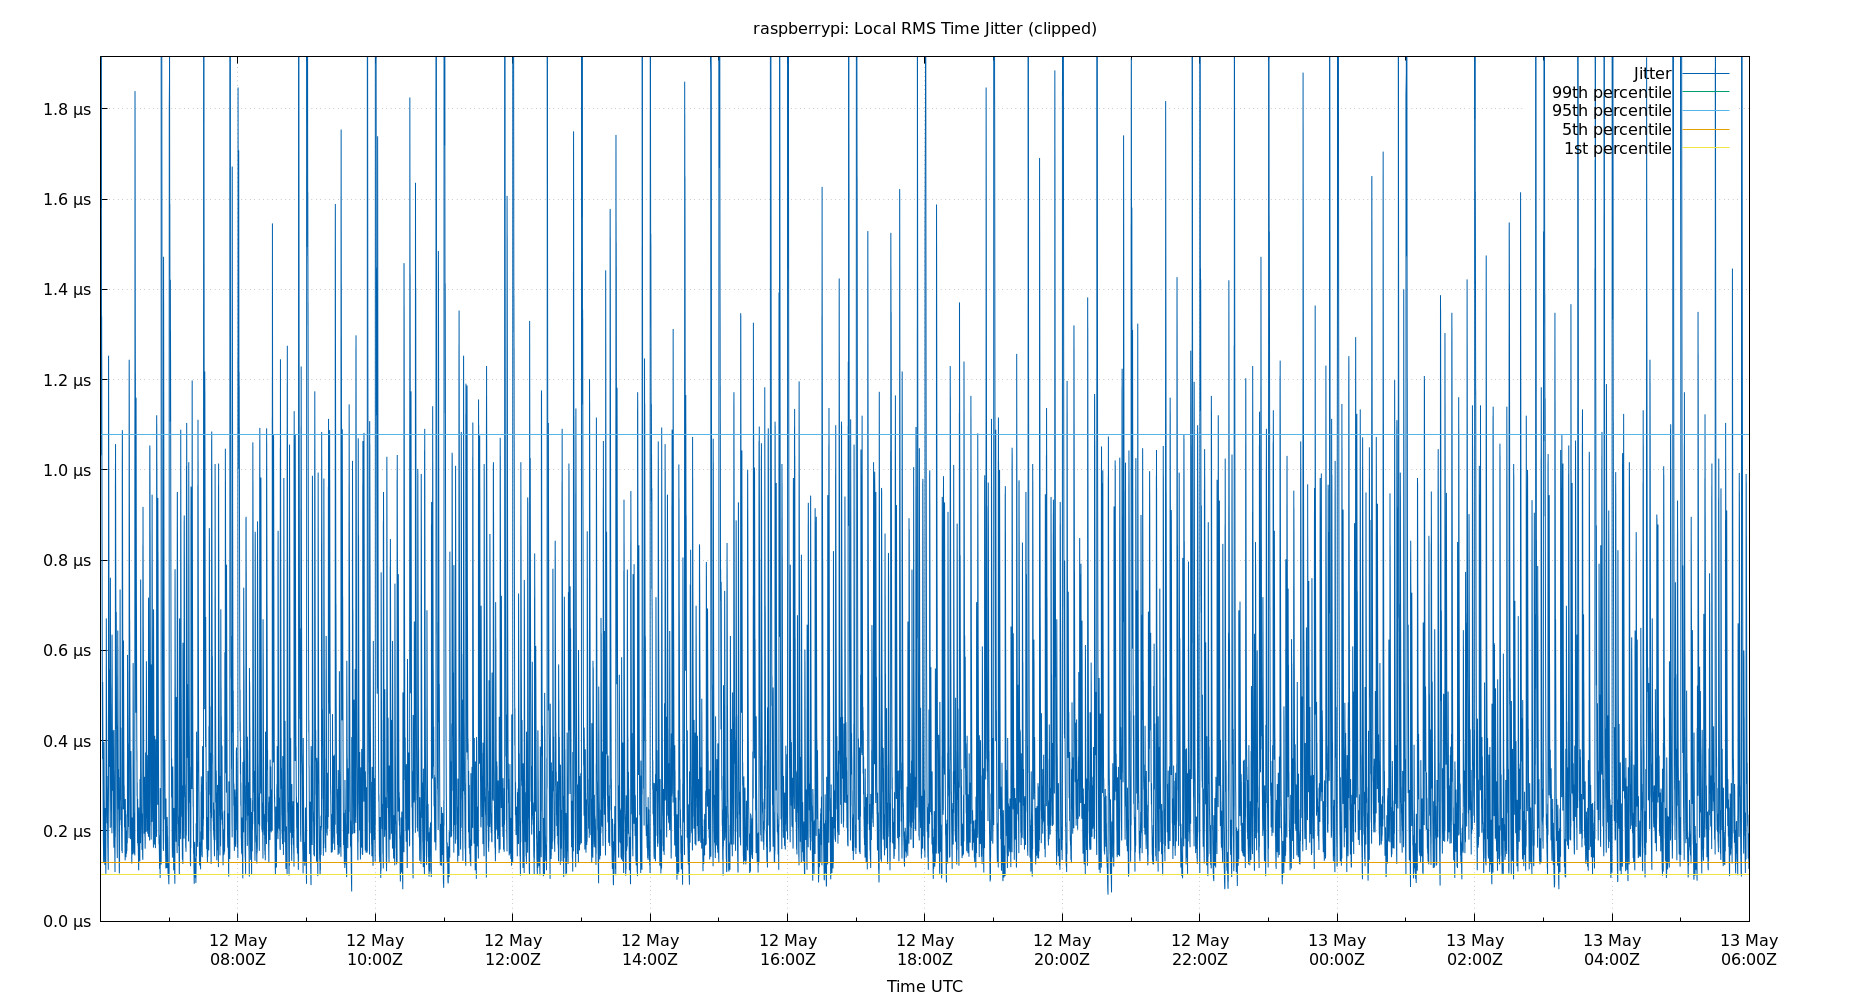 raspberrypi: Local RMS Time Jitter (clipped)
Jitter
99th percentile
95th percentile
5th percentile
1st percentile
1.8 µs
1.6 µs
1.4 µs
1.2 µs
1.0 µs
0.8 µs
0.6 µs
0.4 µs
0.2 µs
0.0 µs
12 May 12 May 12 May 12 May 12 May 12 May 12 May 12 May 13 May 13 May 13 May 13 May
08:00Z 10:00Z 12:00Z 14:00Z 16:00Z 18:00Z 20:00Z 22:00Z 00:00Z 02:00Z 04:00Z 06:00Z
Time UTC